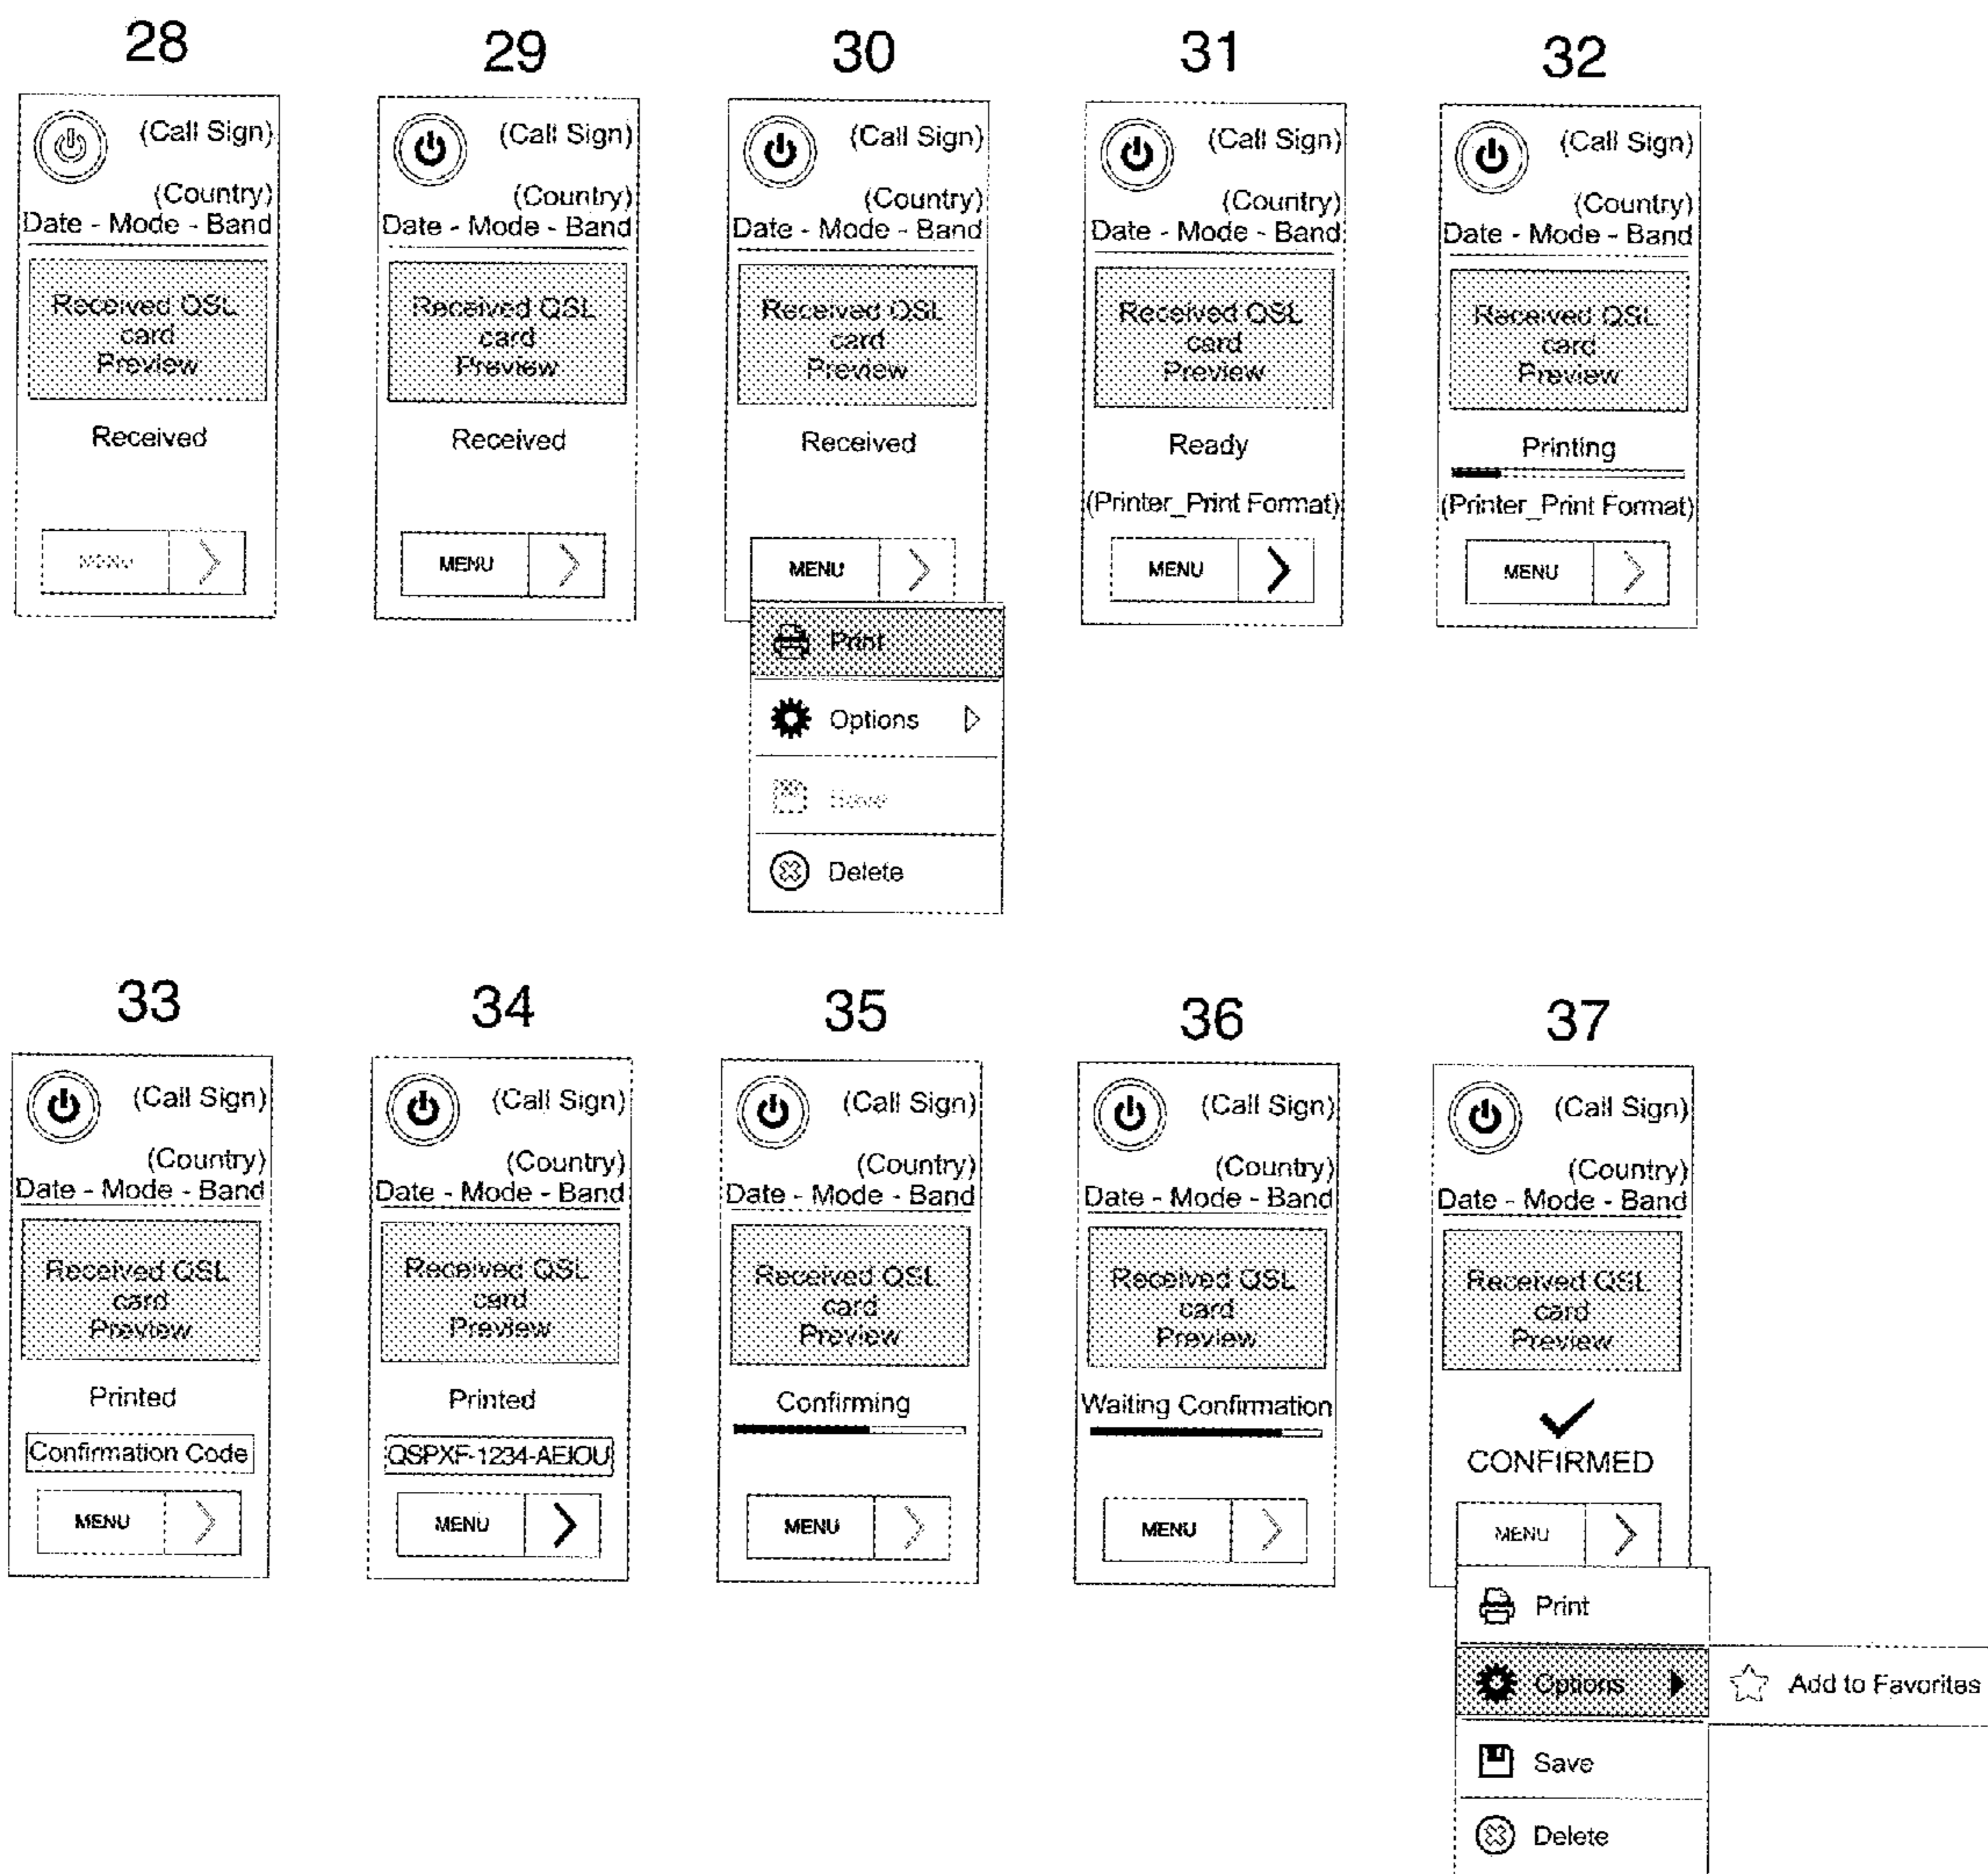 28
(Call Sign)
(Country)
Date - Mode - Band
Received QSL
card
Preview
Received
MENU
29
(Call Sign)
(Country)
Date - Mode - Band
Received QSL
card
Preview
Received
MENU
30
(Call Sign)
(Country)
Date - Mode - Band
Received QSL
card
Preview
Received
MENU
Print
Options
Save
Delete
31
(Call Sign)
(Country)
Date - Mode - Band
Received QSL
card
Preview
Ready
(Printer_Print Format)
MENU
32
(Call Sign)
(Country)
Date - Mode - Band
Received QSL
card
Preview
Printing
(Printer_Print Format)
MENU
33
(Call Sign)
(Country)
Date - Mode - Band
Received QSL
card
Preview
Printed
Confirmation Code
MENU
34
(Call Sign)
(Country)
Date - Mode - Band
Received QSL
card
Preview
Printed
QSPXF-1234-AEIOU
MENU
35
(Call Sign)
(Country)
Date - Mode - Band
Received QSL
card
Preview
Confirming
MENU
36
(Call Sign)
(Country)
Date - Mode - Band
Received QSL
card
Preview
Waiting Confirmation
MENU
37
(Call Sign)
(Country)
Date - Mode - Band
Received QSL
card
Preview
CONFIRMED
MENU
Print
Options
Add to Favorites
Save
Delete